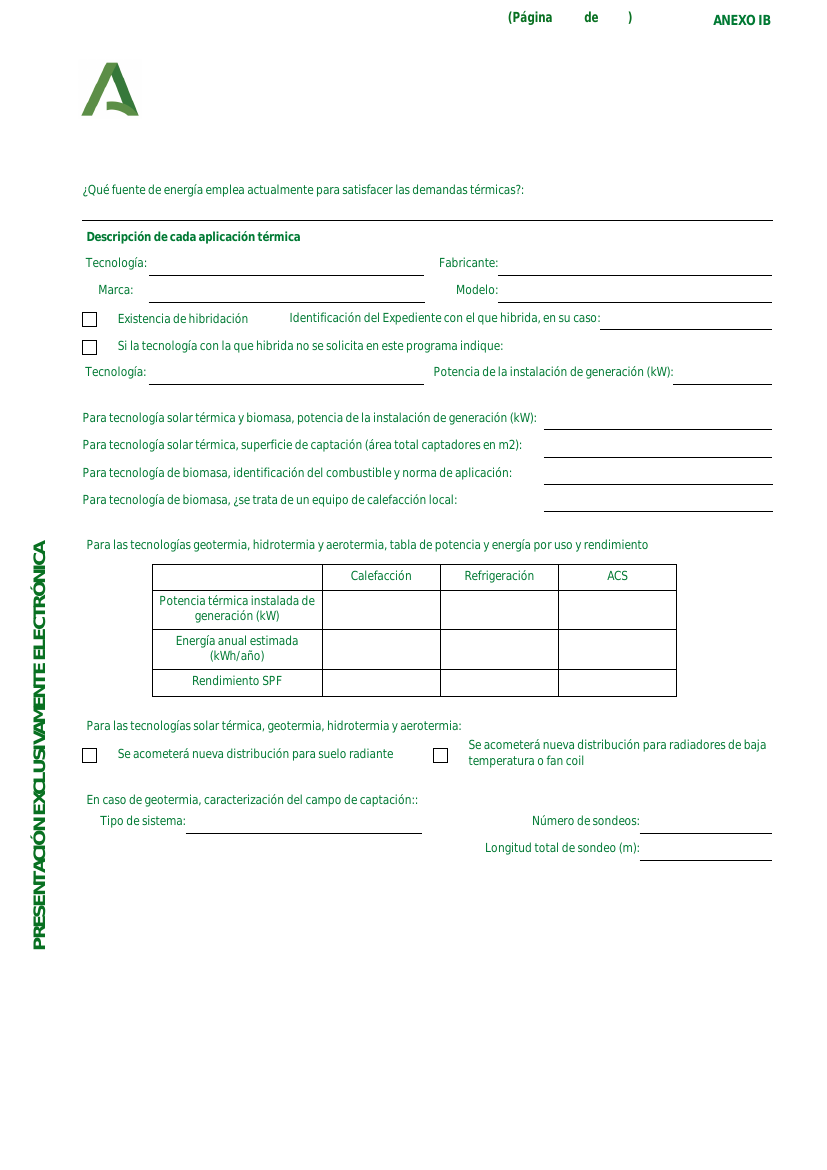 (Página de )
ANEXO IB
¿Qué fuente de energía emplea actualmente para satisfacer las demandas térmicas?:
Descripción de cada aplicación térmica
Tecnología: Fabricante:
Marca: Modelo:
Existencia de hibridación Identificación del Expediente con el que hibrida, en su caso:
Si la tecnología con la que hibrida no se solicita en este programa indique:
Tecnología: Potencia de la instalación de generación (kW):
Para tecnología solar térmica y biomasa, potencia de la instalación de generación (kW):
Para tecnología solar térmica, superficie de captación (área total captadores en m2):
Para tecnología de biomasa, identificación del combustible y norma de aplicación:
Para tecnología de biomasa, ¿se trata de un equipo de calefacción local:
Para las tecnologías geotermia, hidrotermia y aerotermia, tabla de potencia y energía por uso y rendimiento
Calefacción Refrigeración ACS
Potencia térmica instalada de
generación (kW)
Energía anual estimada
(kWh/año)
Rendimiento SPF
Para las tecnologías solar térmica, geotermia, hidrotermia y aerotermia:
Se acometerá nueva distribución para suelo radiante
Se acometerá nueva distribución para radiadores de baja
temperatura o fan coil
En caso de geotermia, caracterización del campo de captación::
Tipo de sistema: Número de sondeos:
Longitud total de sondeo (m):
PRESENTACIÓN EXCLUSIVAMENTE ELECTRÓNICA